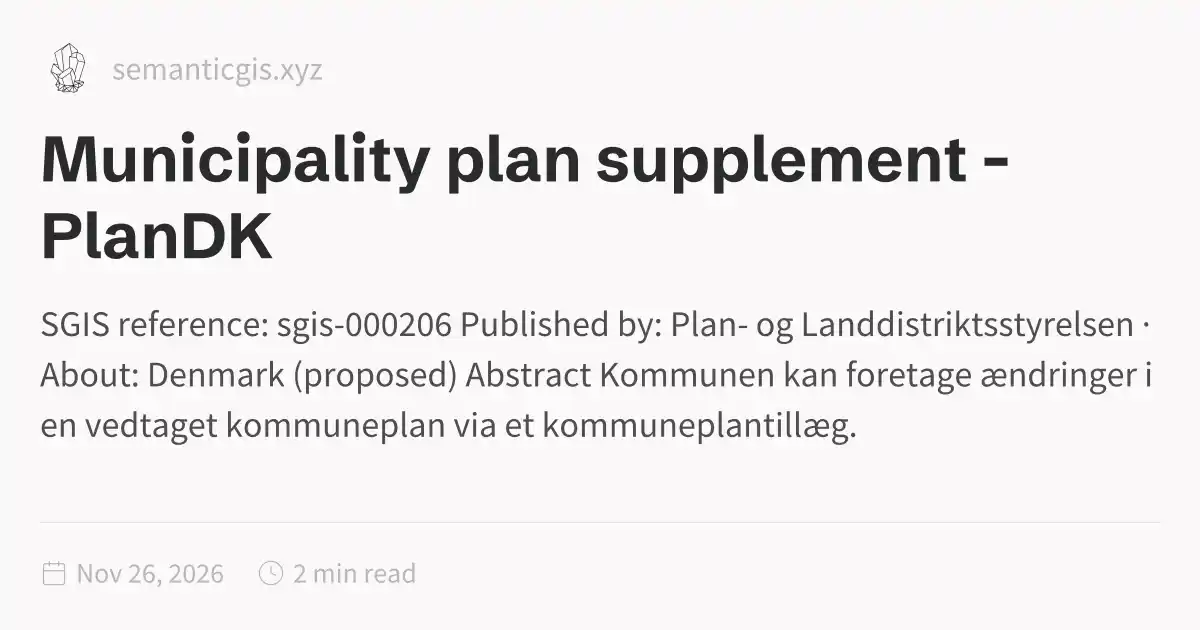 semanticgis.xyz
Municipality plan supplement -
PlanDK
SGIS reference: sgis-000206 Published by: Plan- og Landdistriktsstyrelsen ·
About: Denmark (proposed) Abstract Kommunen kan foretage ændringer i
en vedtaget kommuneplan via et kommuneplantillæg.
Nov 26, 2026 2 min read